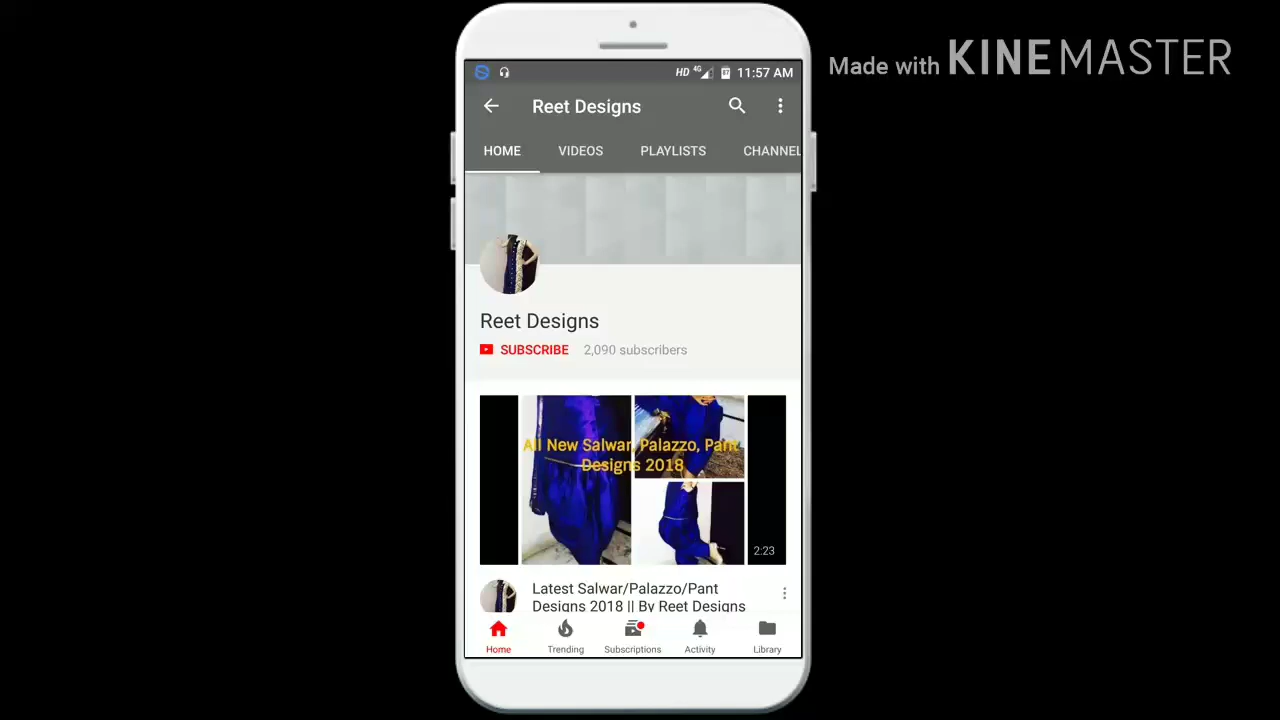 Made with KINEMASTER
HD 4G 87 11:57 AM
Reet Designs
HOME VIDEOS PLAYLISTS CHANNEL
Reet Designs
SUBSCRIBE 2,090 subscribers
All New Salwar, Palazzo, Pant
Designs 2018
2:23
Latest Salwar/Palazzo/Pant
Designs 2018 || By Reet Designs
Home Trending Subscriptions Activity Library